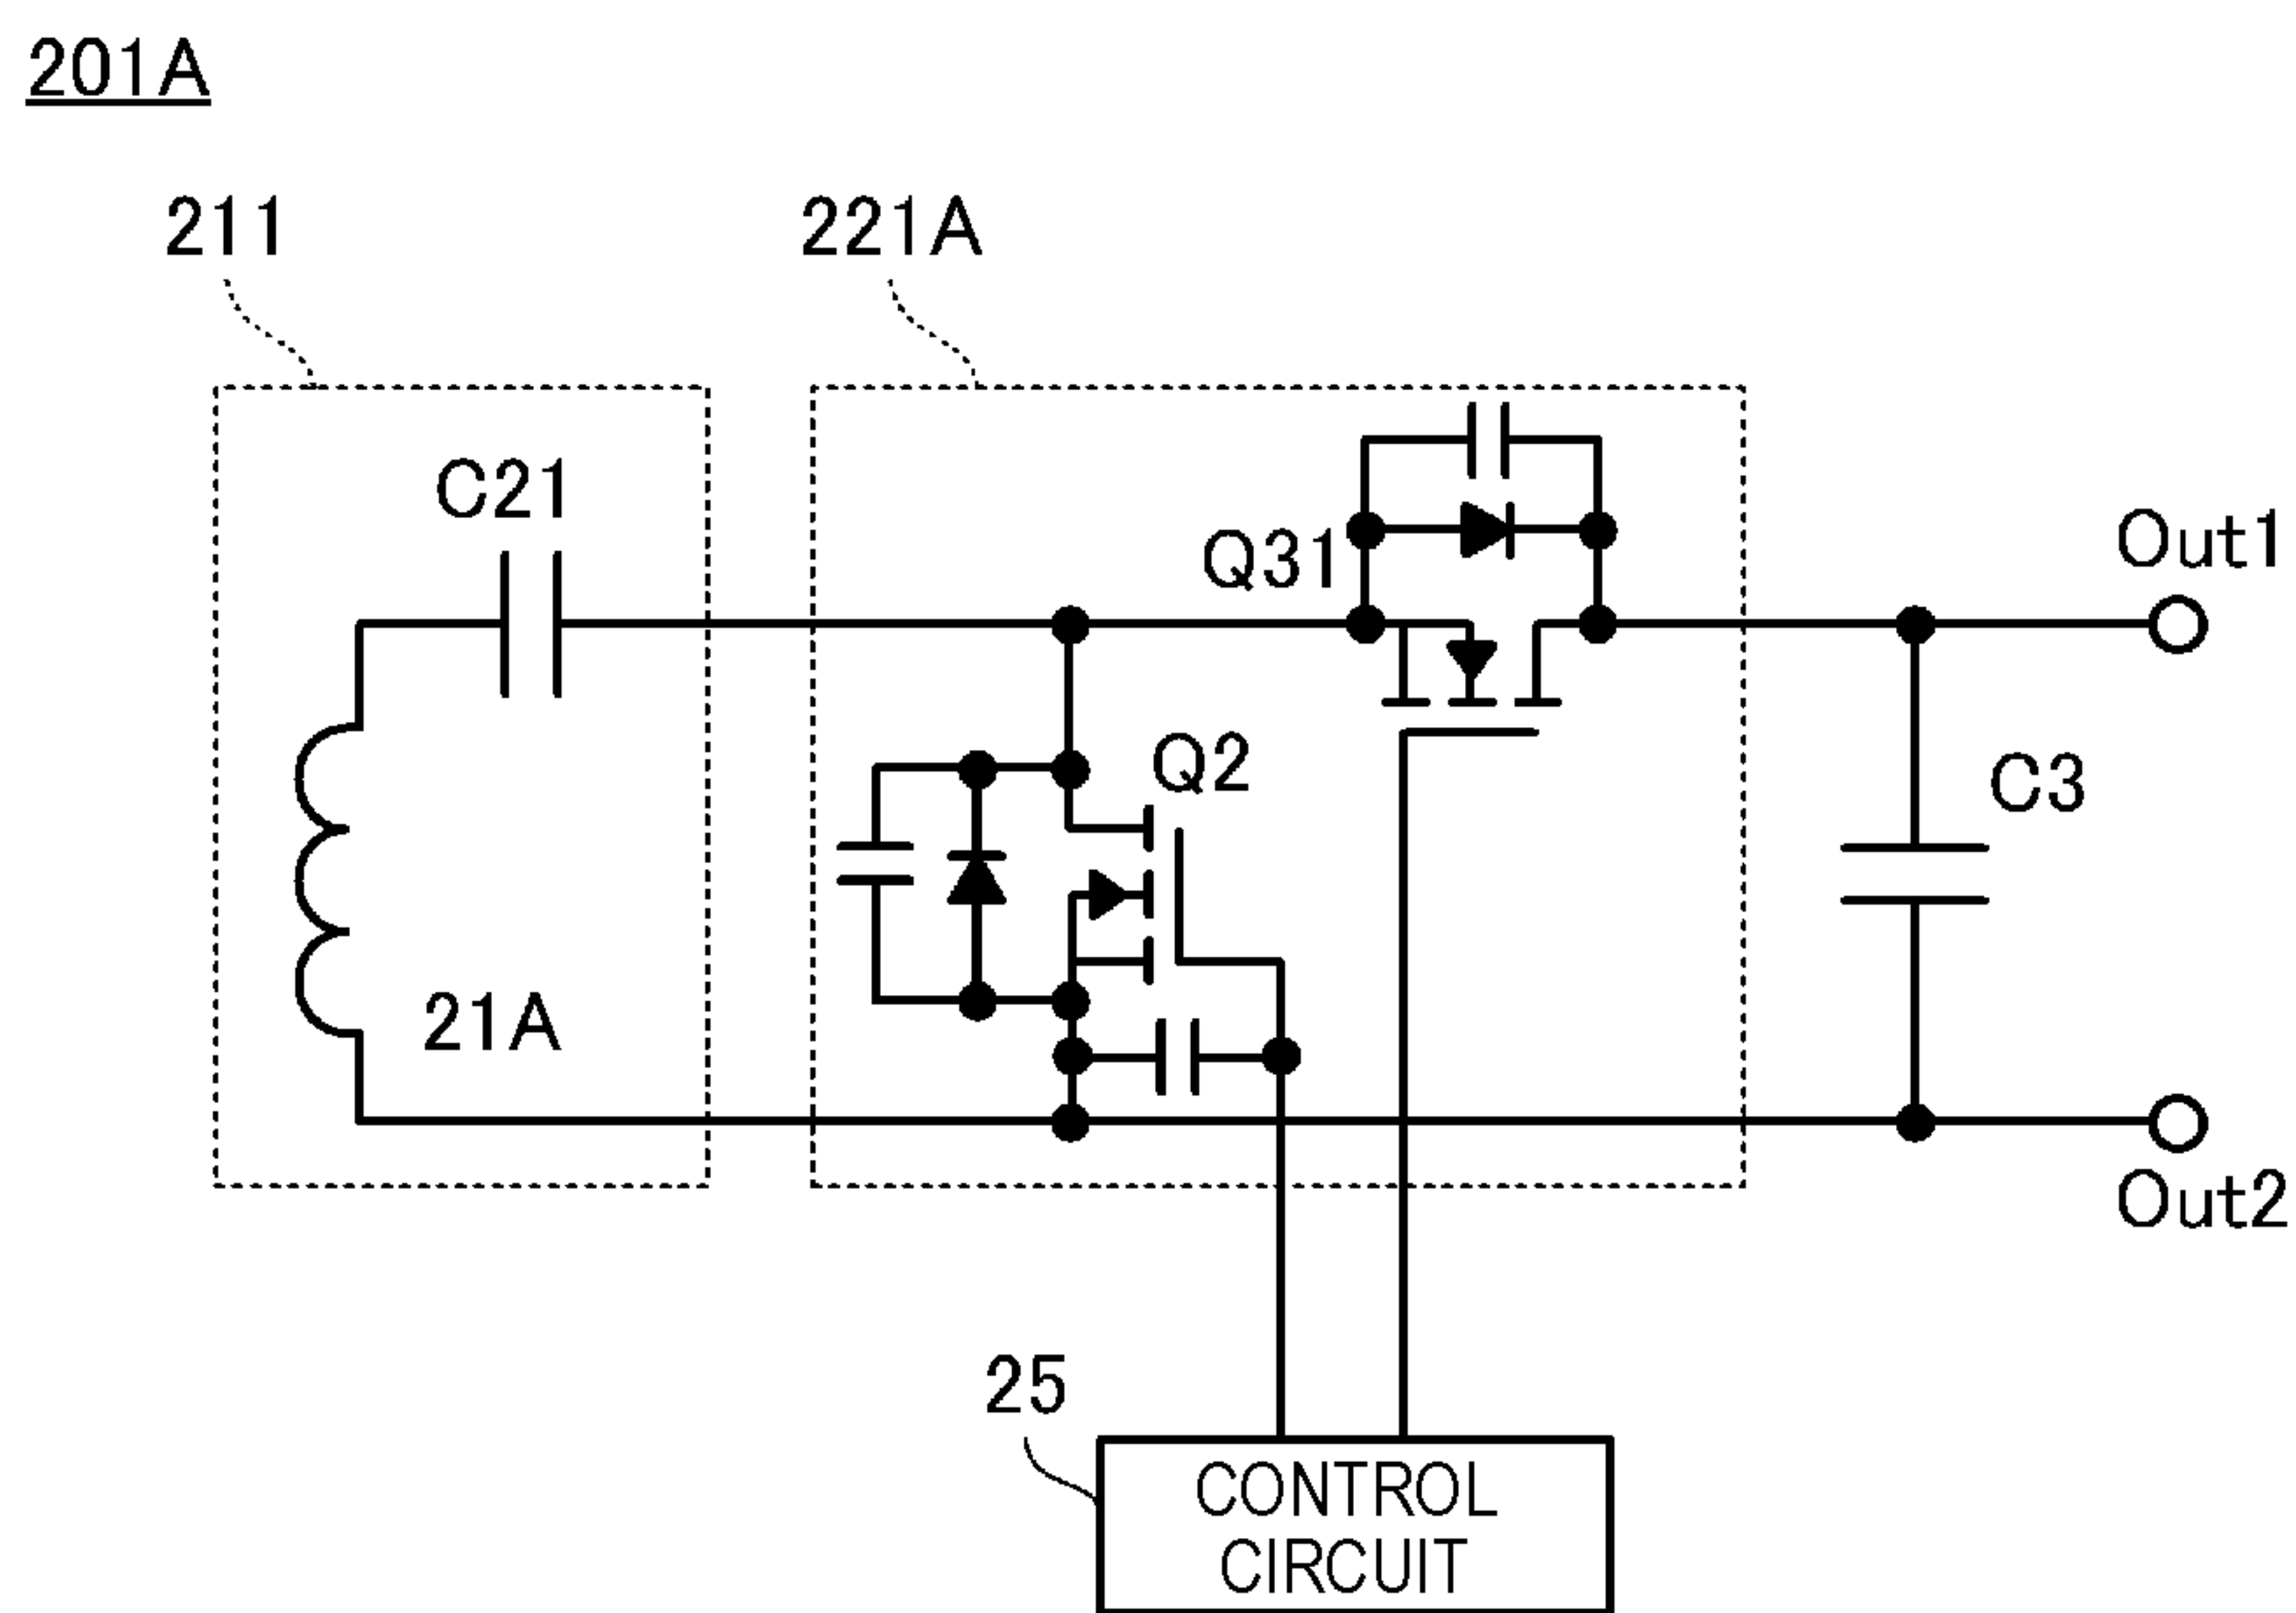 201A
211
221A
C21
Q31
Out1
Q2
C3
21A
Out2
25
CONTROL
CIRCUIT